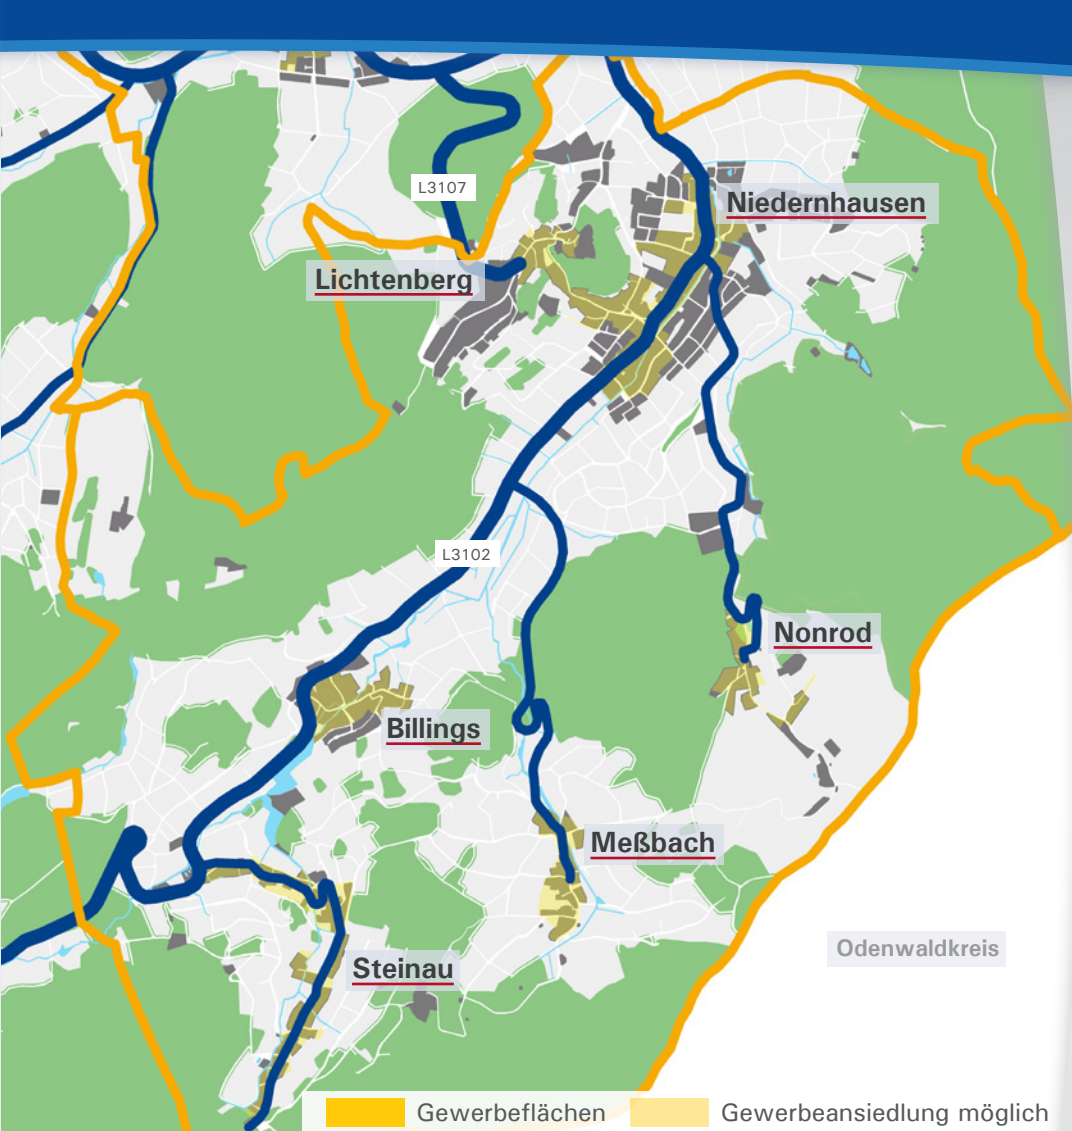 L3107
Niedernhausen
Lichtenberg
L3102
Nonrod
Billings
Meßbach
Odenwaldkreis
Steinau
Gewerbeflächen
Gewerbeansiedlung möglich